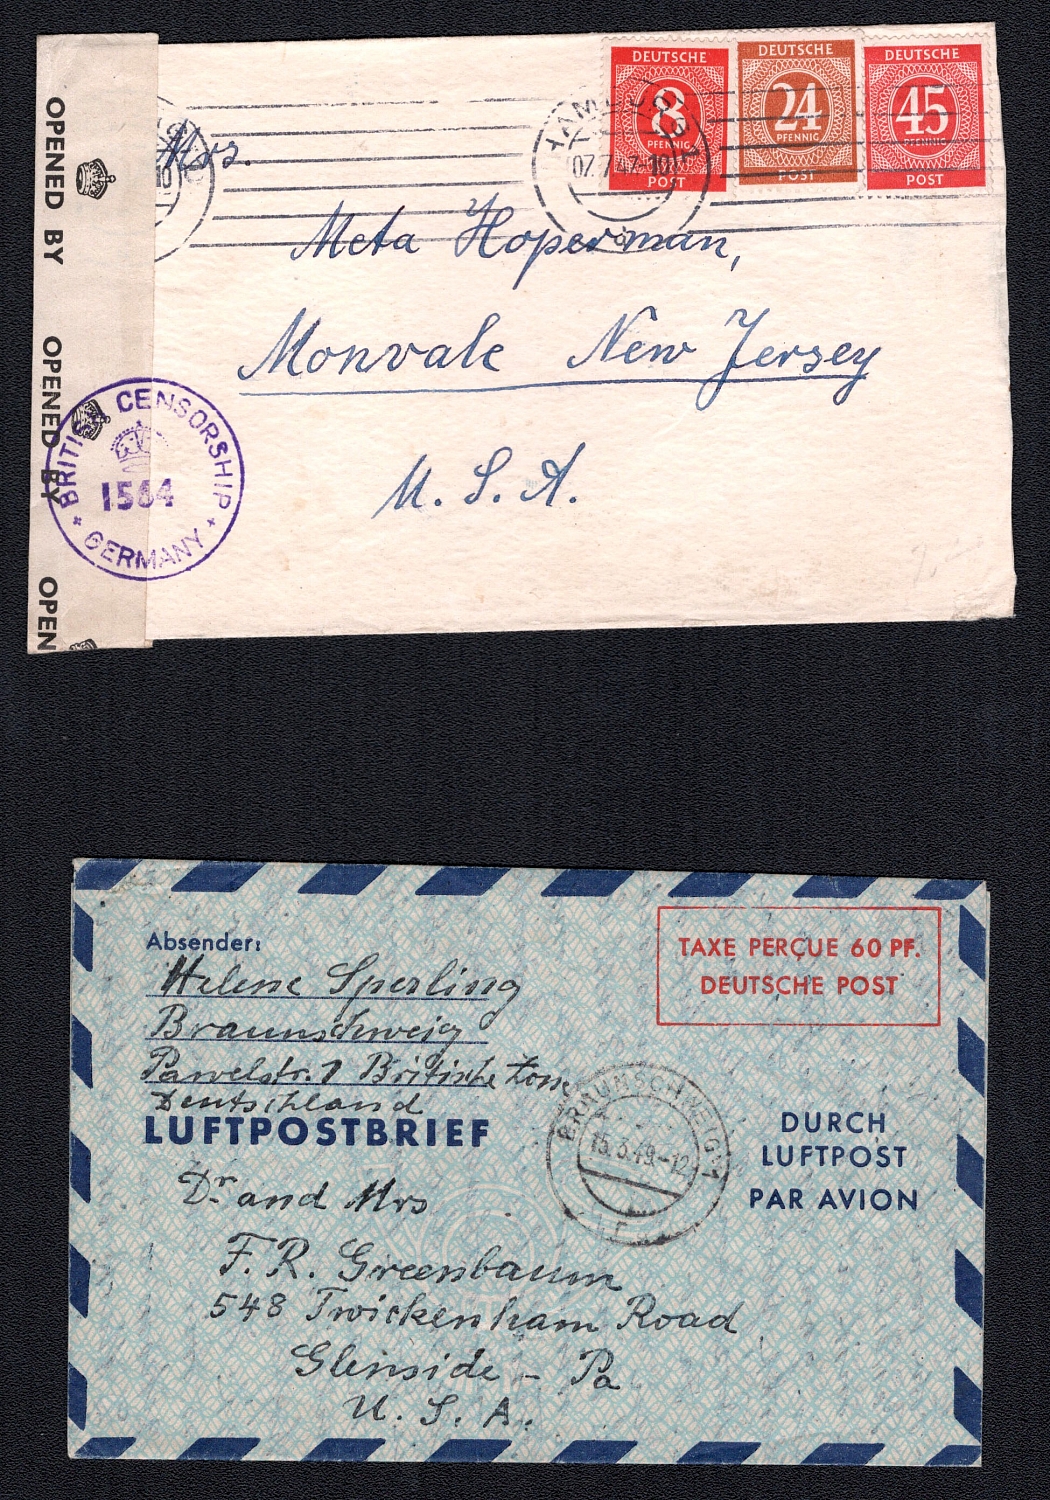 OPENED BY
OPENED BY
OPEN
BRITISH CENSORSHIP
1564
GERMANY
DEUTSCHE
8
PFENNIG
POST
DEUTSCHE
24
PFENNIG
POST
DEUTSCHE
45
PFENNIG
POST
07.7.47-10
Mrs.
Meta Hoperman,
Monvale New Jersey
U. S. A.
Absender:
Helene Sperling
Braunschweig
Pawelstr. 1 Britische Zone
Deutschland
LUFTPOSTBRIEF
TAXE PERÇUE 60 PF.
DEUTSCHE POST
BRAUNSCHWEIG
15.3.49.-12
DURCH
LUFTPOST
PAR AVION
Dr and Mrs
F. R. Greenbaum
548 Twickenham Road
Glenside - Pa
U. S. A.